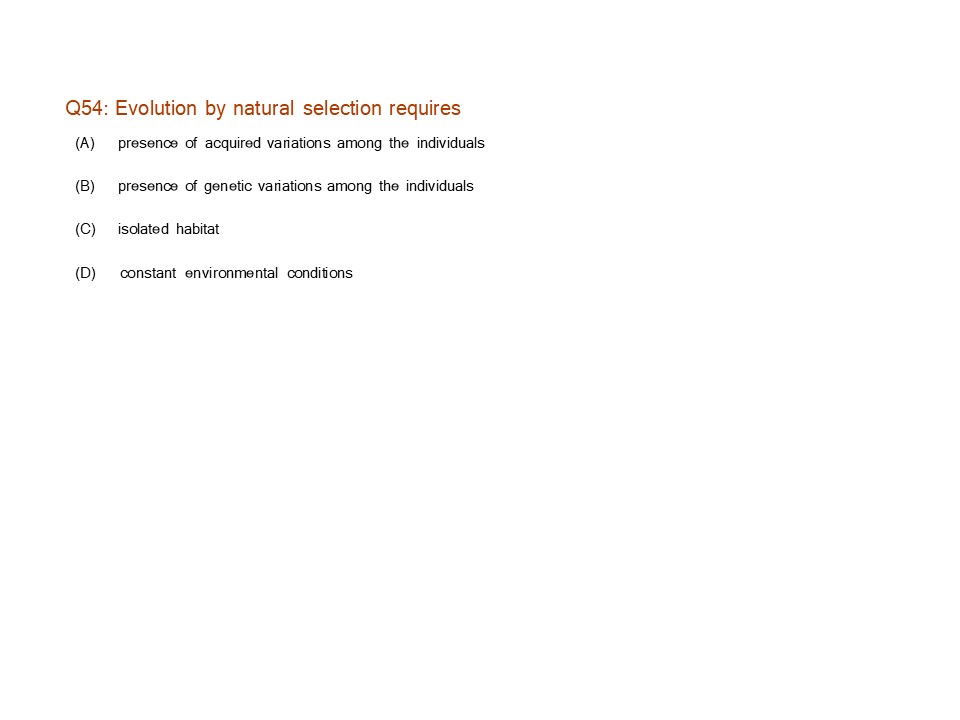 Q54: Evolution by natural selection requires
(A) presence of acquired variations among the individuals
(B) presence of genetic variations among the individuals
(C) isolated habitat
(D) constant environmental conditions